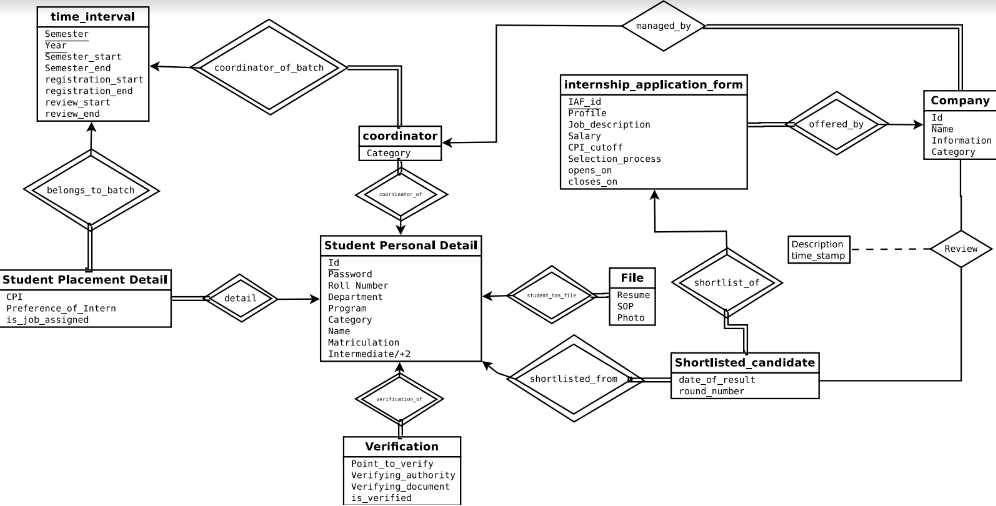 time_interval
Semester
Year
Semester_start
Semester_end
registration_start
registration_end
review_start
review_end
coordinator_of_batch
managed_by
internship_application_form
IAF_id
Profile
Job_description
Salary
CPI_cutoff
Selection_process
opens_on
closes_on
offered_by
Company
Id
Name
Information
Category
coordinator
Category
belongs_to_batch
coordinator_of
Student Personal Detail
Id
Password
Roll Number
Department
Program
Category
Name
Matriculation
Intermediate/+2
Description
time_stamp
Review
Student Placement Detail
CPI
Preference_of_Intern
is_job_assigned
detail
student_has_file
File
Resume
SOP
Photo
shortlist_of
shortlisted_from
Shortlisted_candidate
date_of_result
round_number
verification_of
Verification
Point_to_verify
Verifying_authority
Verifying_document
is_verified